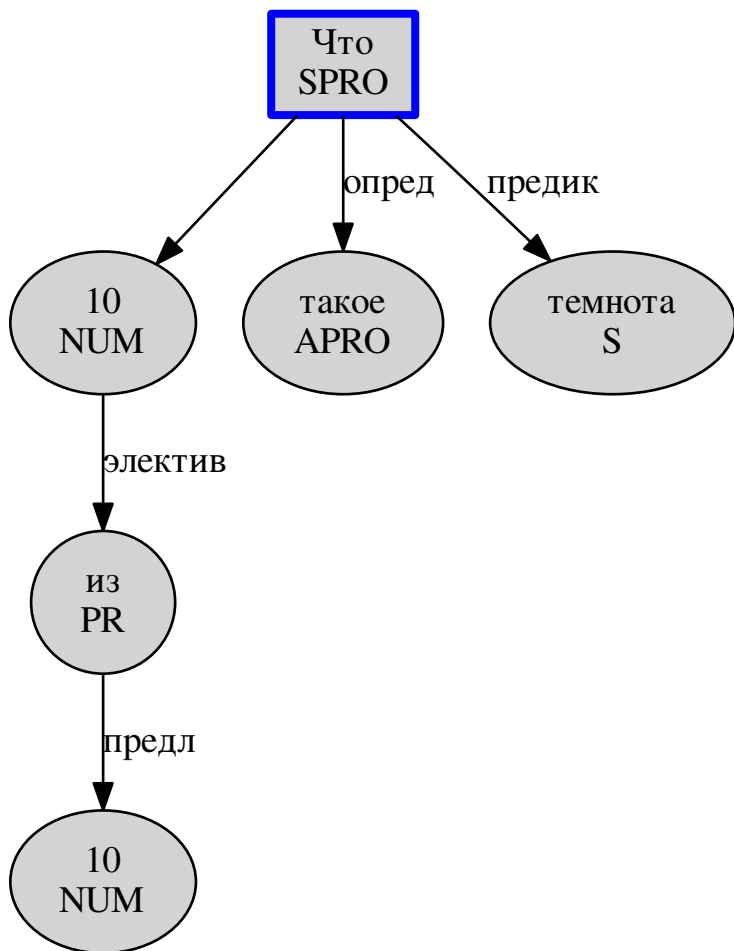 Что
SPRO
опред
предик
10
NUM
такое
APRO
темнота
S
электив
из
PR
предл
10
NUM